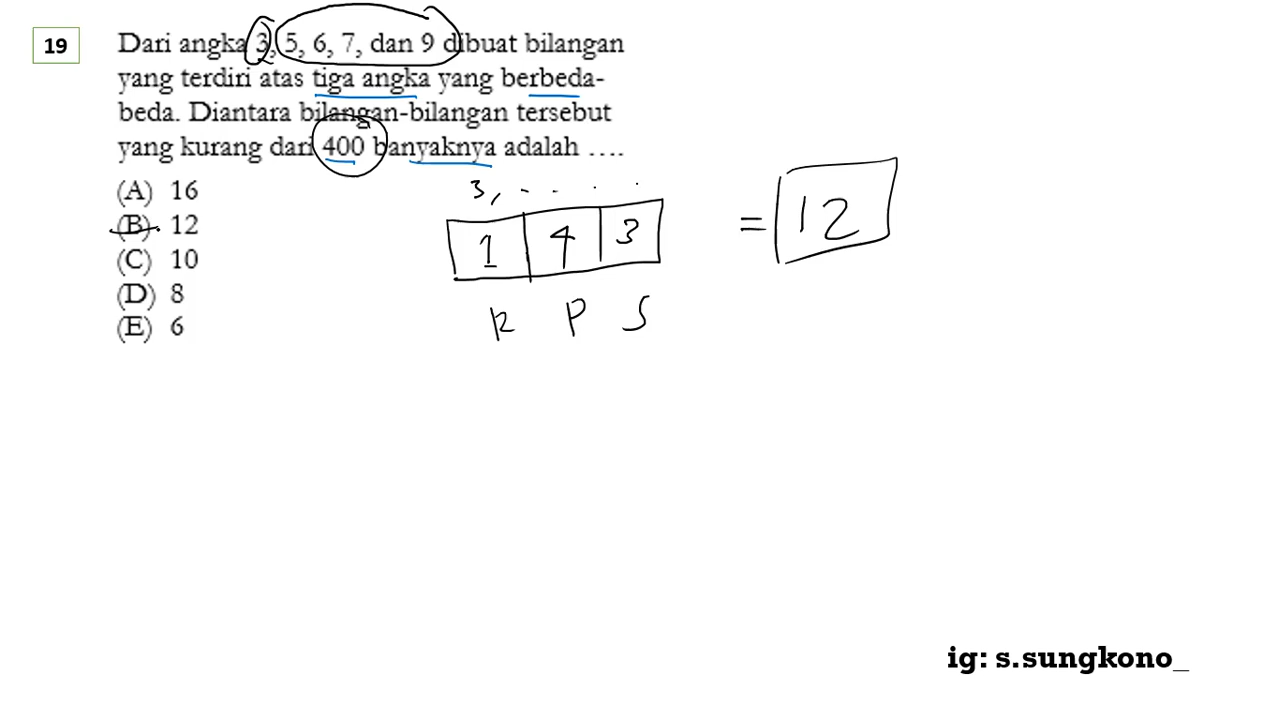 19
Dari angka 3, 5, 6, 7, dan 9 dibuat bilangan
yang terdiri atas tiga angka yang berbeda-
beda. Diantara bilangan-bilangan tersebut
yang kurang dari 400 banyaknya adalah ....
(A) 16
(B) 12
(C) 10
(D) 8
(E) 6
3, - - . .
1 4 3 = 12
R P S
ig: s.sungkono_